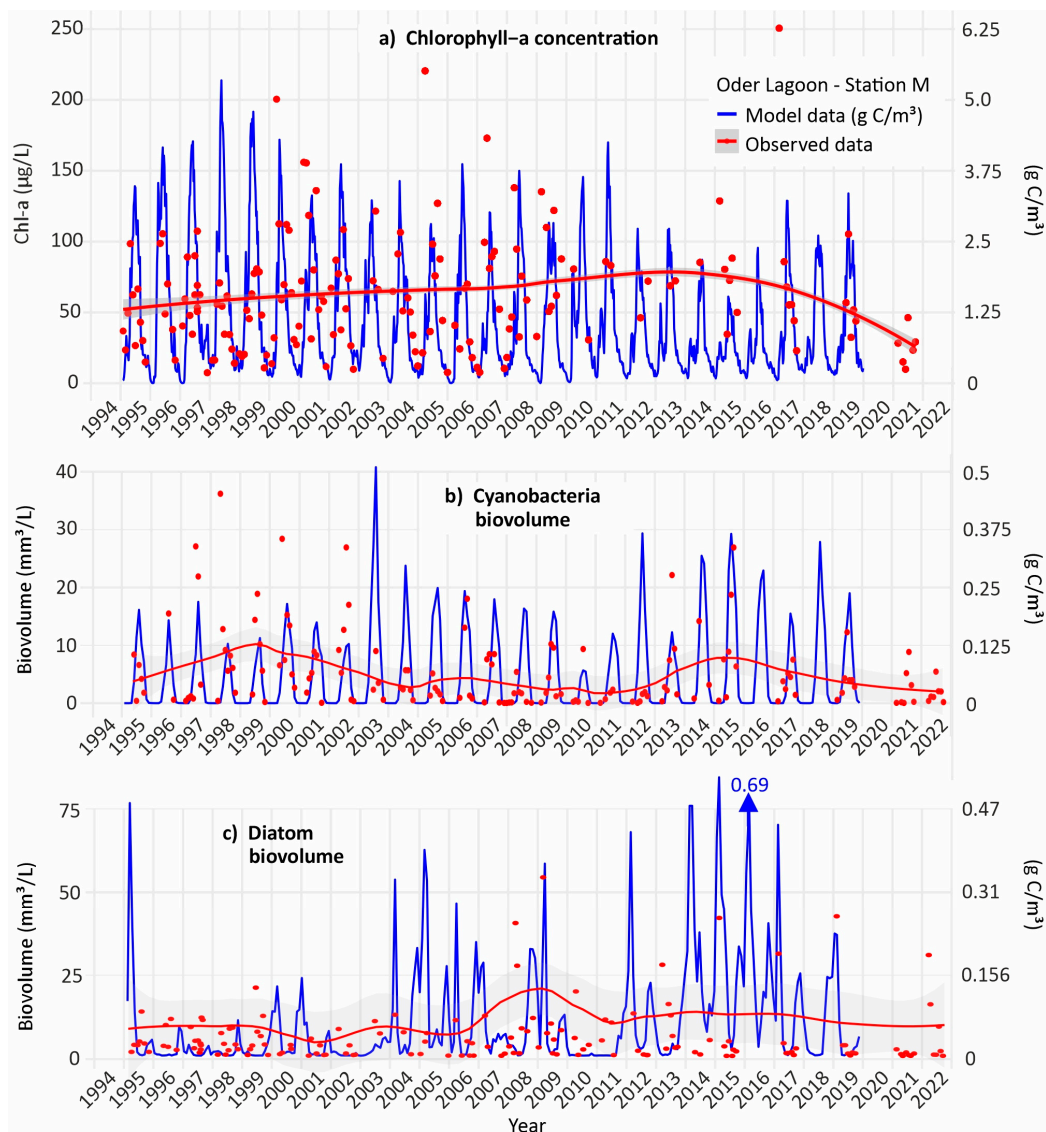 a) Chlorophyll–a concentration
Oder Lagoon - Station M
Model data (g C/m³)
Observed data
Chl-a (µg/L)
250
200
150
100
50
0
6.25
5.0
3.75
2.5
1.25
0
(g C/m³)
1994 1995 1996 1997 1998 1999 2000 2001 2002 2003 2004 2005 2006 2007 2008 2009 2010 2011 2012 2013 2014 2015 2016 2017 2018 2019 2020 2021 2022
b) Cyanobacteria
biovolume
Biovolume (mm³/L)
40
30
20
10
0
0.5
0.375
0.25
0.125
0
(g C/m³)
1994 1995 1996 1997 1998 1999 2000 2001 2002 2003 2004 2005 2006 2007 2008 2009 2010 2011 2012 2013 2014 2015 2016 2017 2018 2019 2020 2021 2022
0.69
c) Diatom
biovolume
Biovolume (mm³/L)
75
50
25
0
0.47
0.31
0.156
0
(g C/m³)
1994 1995 1996 1997 1998 1999 2000 2001 2002 2003 2004 2005 2006 2007 2008 2009 2010 2011 2012 2013 2014 2015 2016 2017 2018 2019 2020 2021 2022
Year